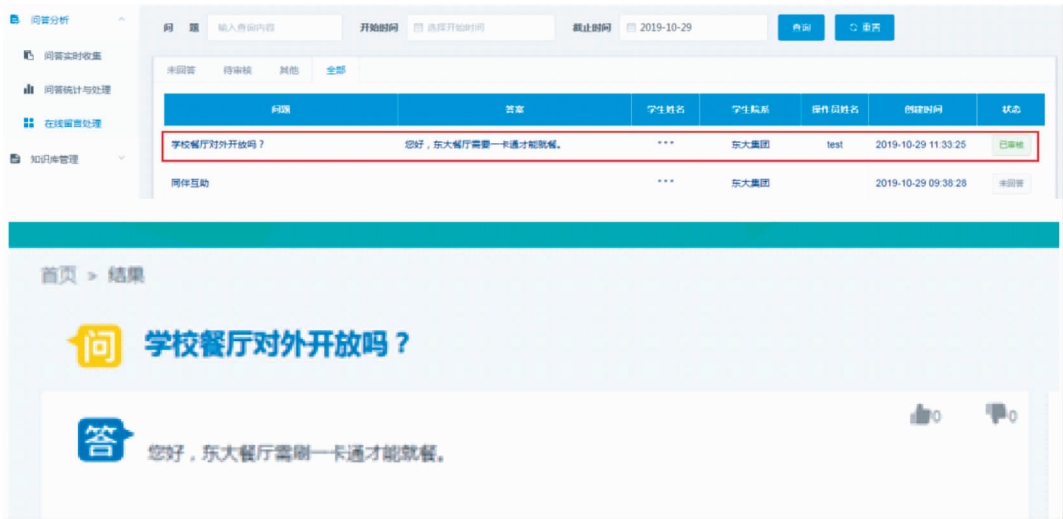 问答分析
问答实时收集
问答统计与处理
在线留言处理
知识库管理
问 题 输入查询内容 开始时间 选择开始时间 截止时间 2019-10-29 查询 重置
未回答 待审核 其他 全部
问题 答案 学生姓名 学生院系 操作员姓名 创建时间 状态
学校餐厅对外开放吗？ 您好，东大餐厅需要一卡通才能就餐。 *** 东大集团 test 2019-10-29 11:33:25 已审核
同伴互助 *** 东大集团 2019-10-29 09:38:28 未回答
首页 > 结果
问 学校餐厅对外开放吗？
0 0
答 您好，东大餐厅需刷一卡通才能就餐。